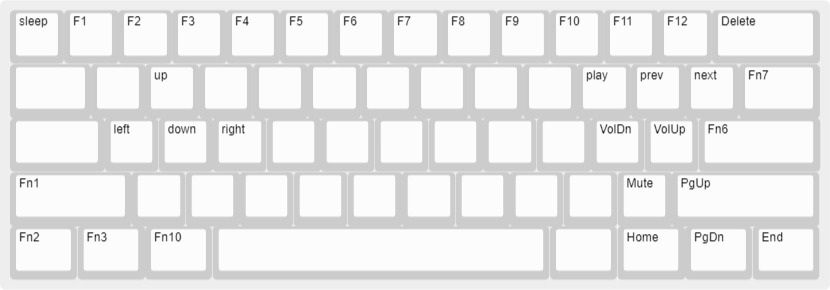 sleep F1 F2 F3 F4 F5 F6 F7 F8 F9 F10 F11 F12 Delete
up play prev next Fn7
left down right VolDn VolUp Fn6
Fn1 Mute PgUp
Fn2 Fn3 Fn10 Home PgDn End